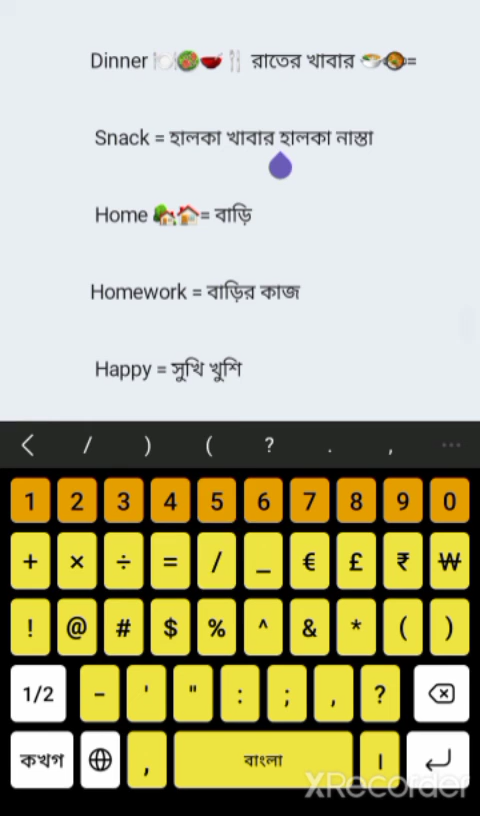 Dinner 🍽️🥗🥣🍴 রাতের খাবার 🍜🥘=
Snack = হালকা খাবার হালকা নাস্তা
Home 🏡🏠= বাড়ি
Homework = বাড়ির কাজ
Happy = সুখি খুশি
< / ) ( ? . , ...
1 2 3 4 5 6 7 8 9 0
+ × ÷ = / _ € £ ₹ ₩
! @ # $ % ^ & * ( )
1/2 - ' " : ; , ?
কখগ , বাংলা ।
XRecorder